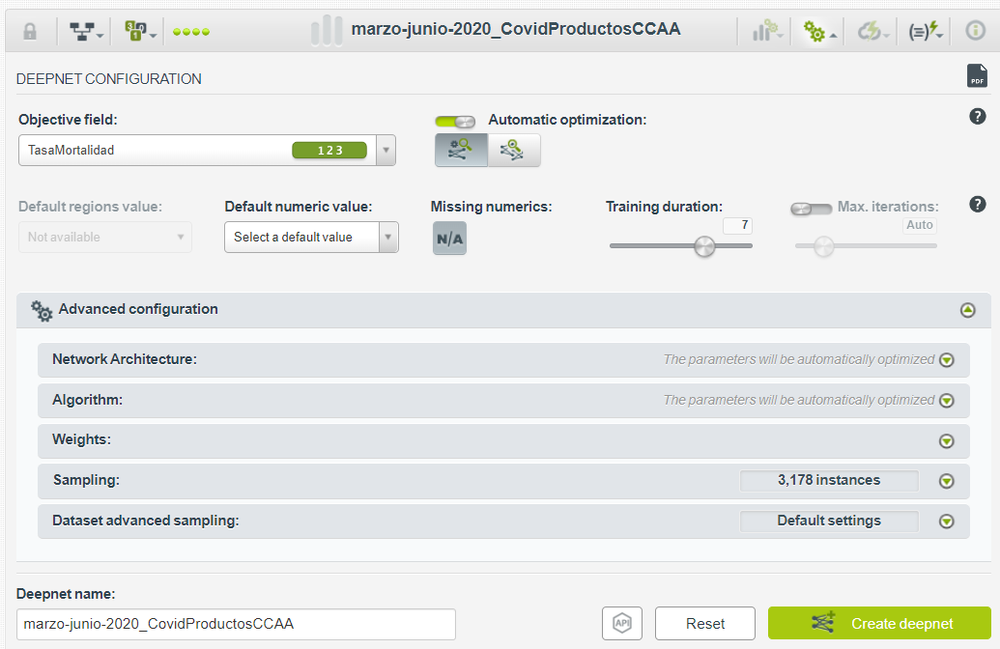 marzo-junio-2020_CovidProductosCCAA
DEEPNET CONFIGURATION
PDF
Objective field:
Automatic optimization:
TasaMortalidad 123
Default regions value:
Default numeric value:
Missing numerics:
Training duration:
Max. iterations:
Not available
Select a default value
N/A
7
Auto
Advanced configuration
Network Architecture: The parameters will be automatically optimized
Algorithm: The parameters will be automatically optimized
Weights:
Sampling: 3,178 instances
Dataset advanced sampling: Default settings
Deepnet name:
marzo-junio-2020_CovidProductosCCAA
API
Reset
Create deepnet